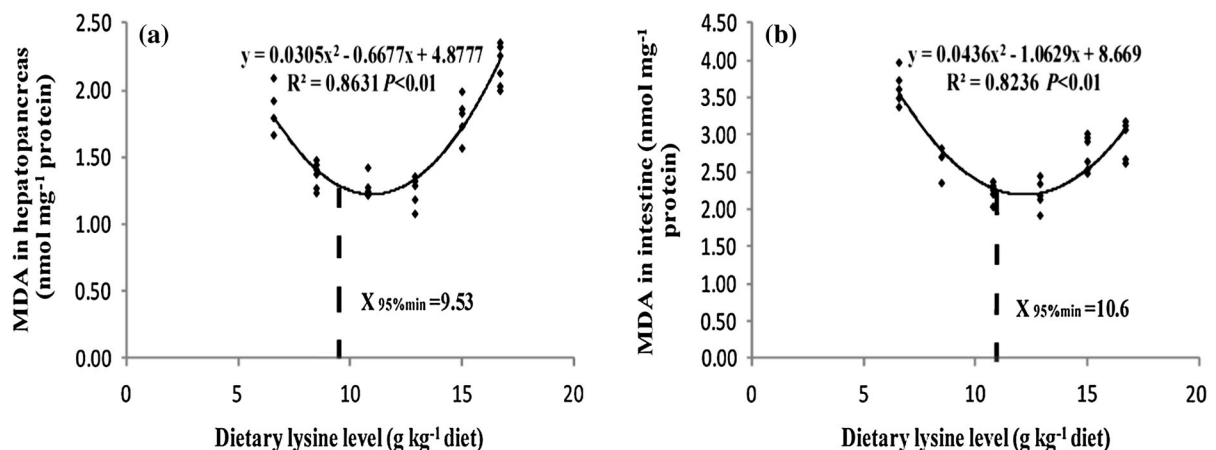 (a)
y = 0.0305x² - 0.6677x + 4.8777
R² = 0.8631 P<0.01
MDA in hepatopancreas
(nmol mg⁻¹ protein)
2.50
2.00
1.50
1.00
0.50
0.00
X 95%min =9.53
0 5 10 15 20
Dietary lysine level (g kg⁻¹ diet)
(b)
y = 0.0436x² - 1.0629x + 8.669
R² = 0.8236 P<0.01
MDA in intestine (nmol mg⁻¹
protein)
4.50
4.00
3.50
3.00
2.50
2.00
1.50
1.00
0.50
0.00
X 95%min =10.6
0 5 10 15 20
Dietary lysine level (g kg⁻¹ diet)